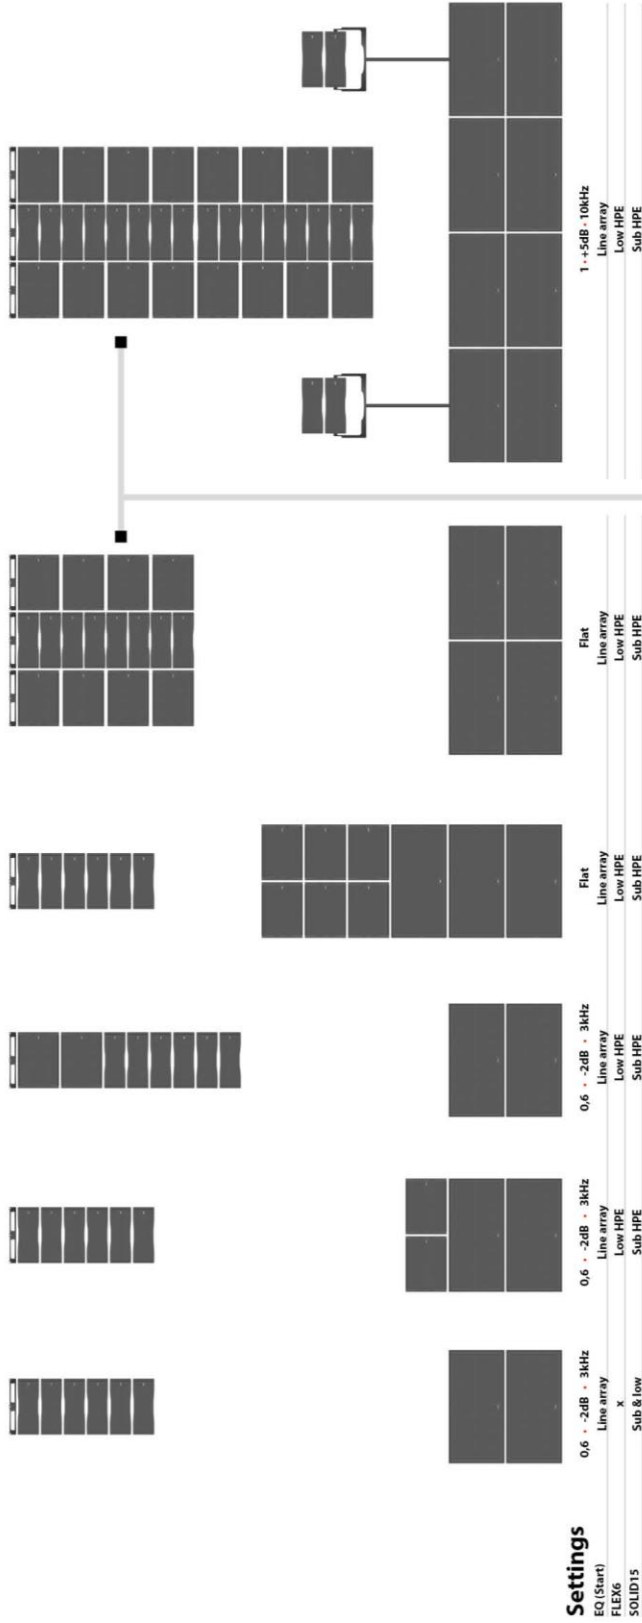 Settings 0,6 • -2dB • 3kHz 0,6 • -2dB • 3kHz 0,6 • -2dB • 3kHz Flat Flat 1 • +5dB • 10kHz
EQ (Start) Line array Line array Line array Line array Line array Line array
FLEX6 x Low HPE Low HPE Low HPE Low HPE Low HPE
SOLID15 Sub & low Sub HPE Sub HPE Sub HPE Sub HPE Sub HPE